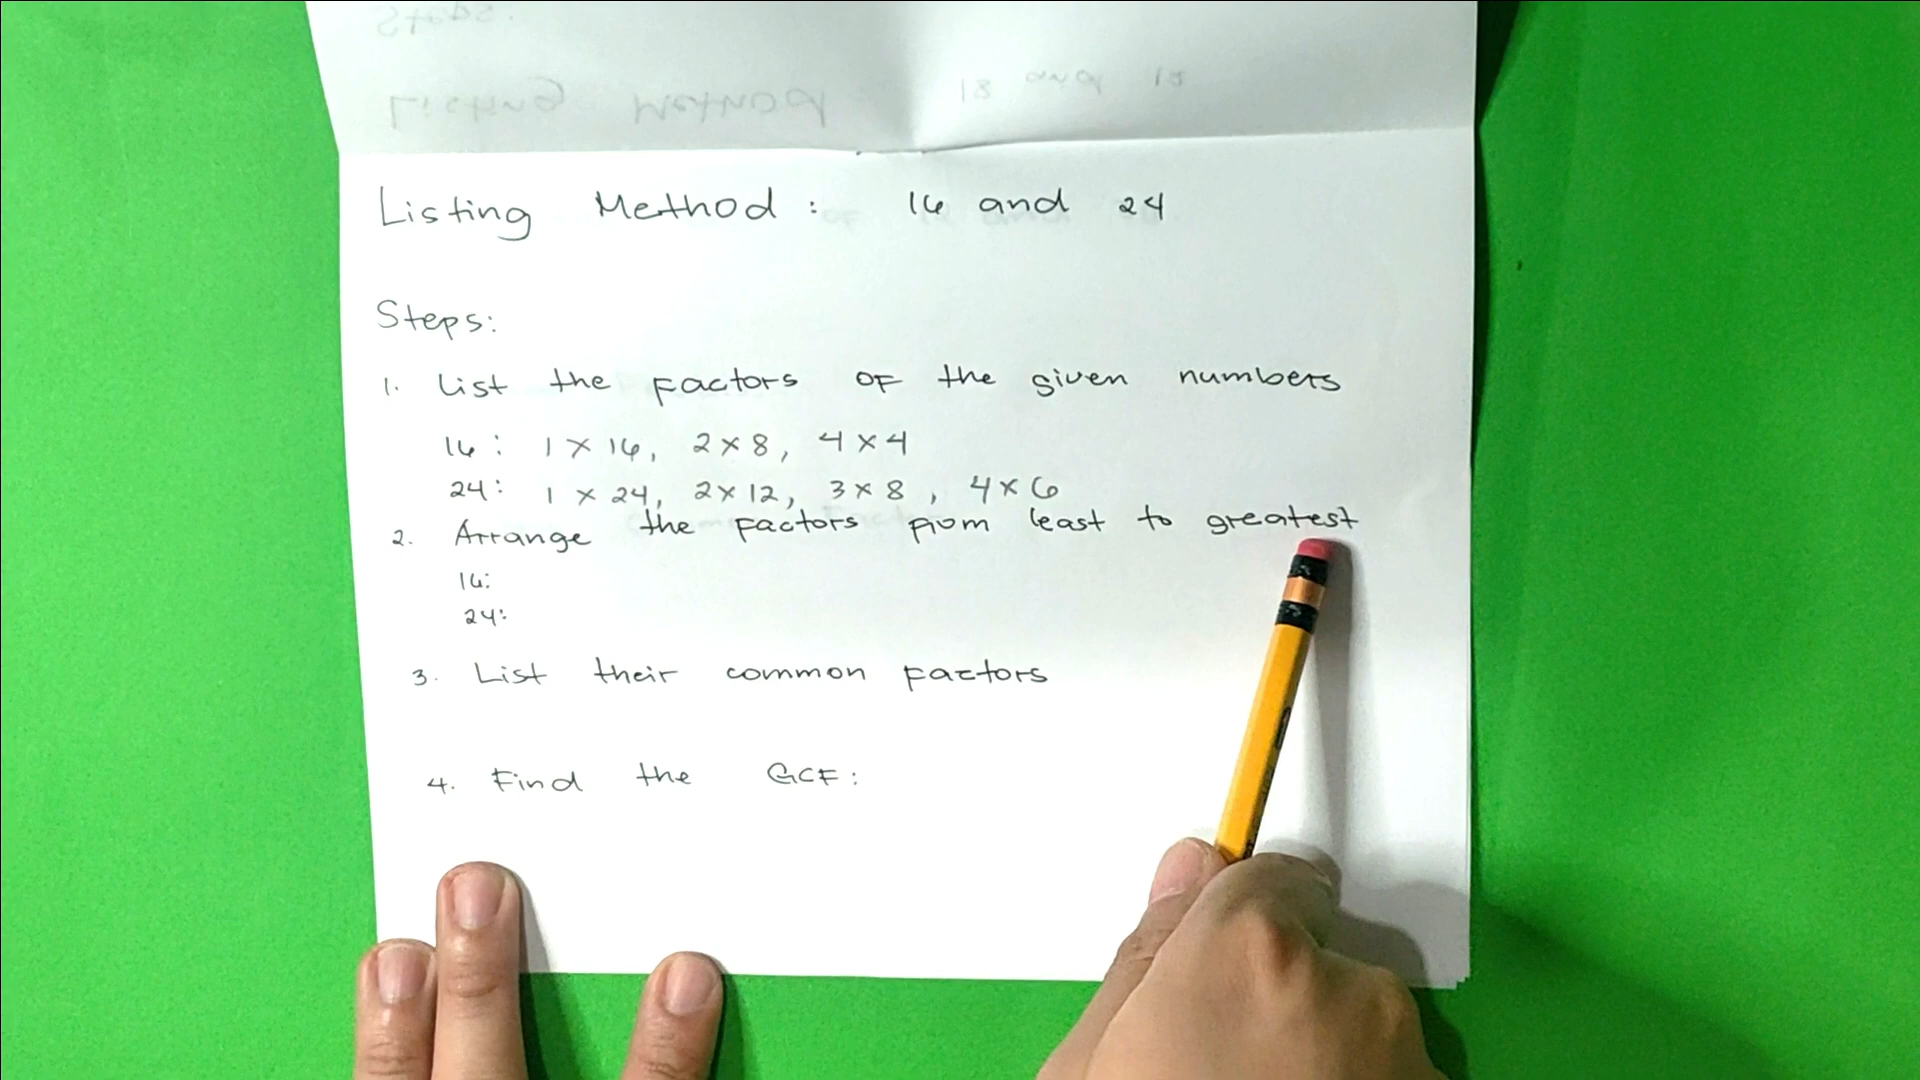 Listing Method : 16 and 24
Steps:
1. List the factors of the given numbers
16: 1 x 16, 2 x 8, 4 x 4
24: 1 x 24, 2 x 12, 3 x 8, 4 x 6
2. Arrange the factors from least to greatest
16:
24:
3. List their common factors
4. Find the GCF: